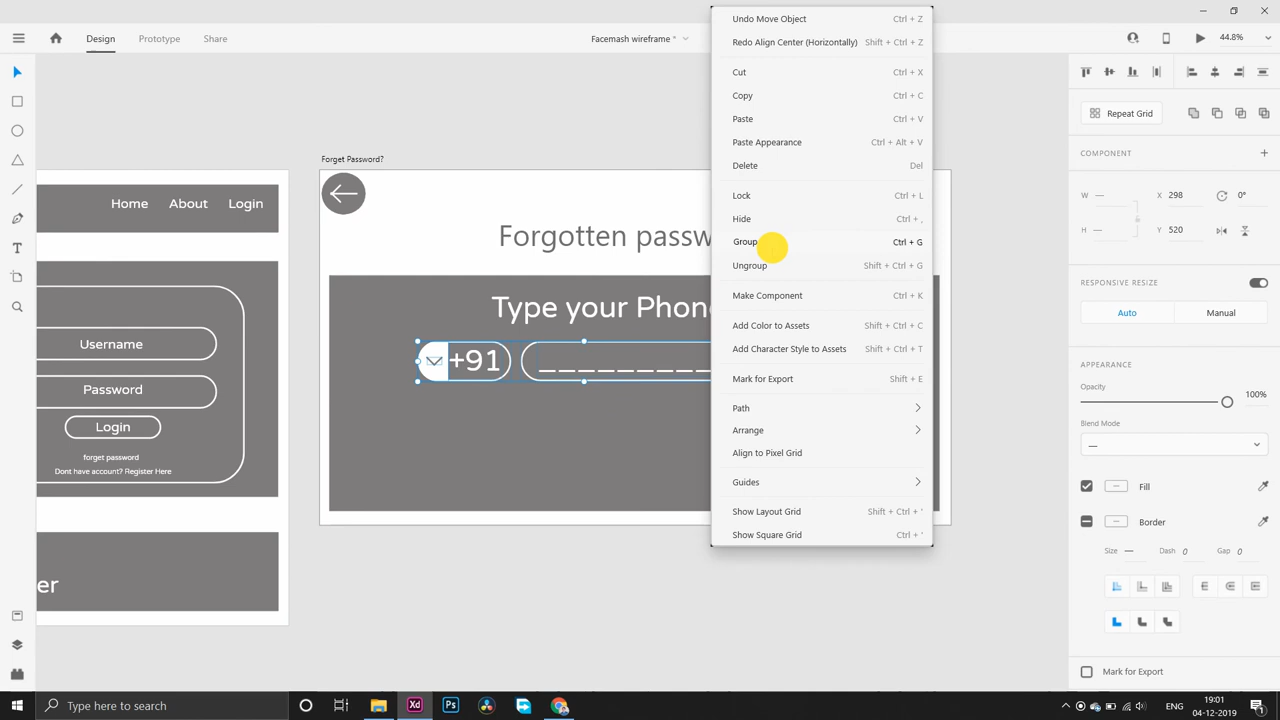 Design
Prototype
Share
Facemash wireframe *
44.8%
Undo Move Object Ctrl + Z
Redo Align Center (Horizontally) Shift + Ctrl + Z
Cut Ctrl + X
Copy Ctrl + C
Paste Ctrl + V
Paste Appearance Ctrl + Alt + V
Delete Del
Lock Ctrl + L
Hide Ctrl + ,
Group Ctrl + G
Ungroup Shift + Ctrl + G
Make Component Ctrl + K
Add Color to Assets Shift + Ctrl + C
Add Character Style to Assets Shift + Ctrl + T
Mark for Export Shift + E
Path
Arrange
Align to Pixel Grid
Guides
Show Layout Grid Shift + Ctrl + '
Show Square Grid Ctrl + '
Home About Login
Username
Password
Login
forget password
Dont have account? Register Here
er
Forget Password?
Forgotten passw
Type your Phon
+91 _ _ _ _ _ _ _ _ _
Repeat Grid
COMPONENT
W — X 298 0°
H — Y 520
RESPONSIVE RESIZE
Auto Manual
APPEARANCE
Opacity
100%
Blend Mode
—
Fill
Border
Size — Dash 0 Gap 0
Mark for Export
Type here to search
Xd
Ps
19:01
04-12-2019
1